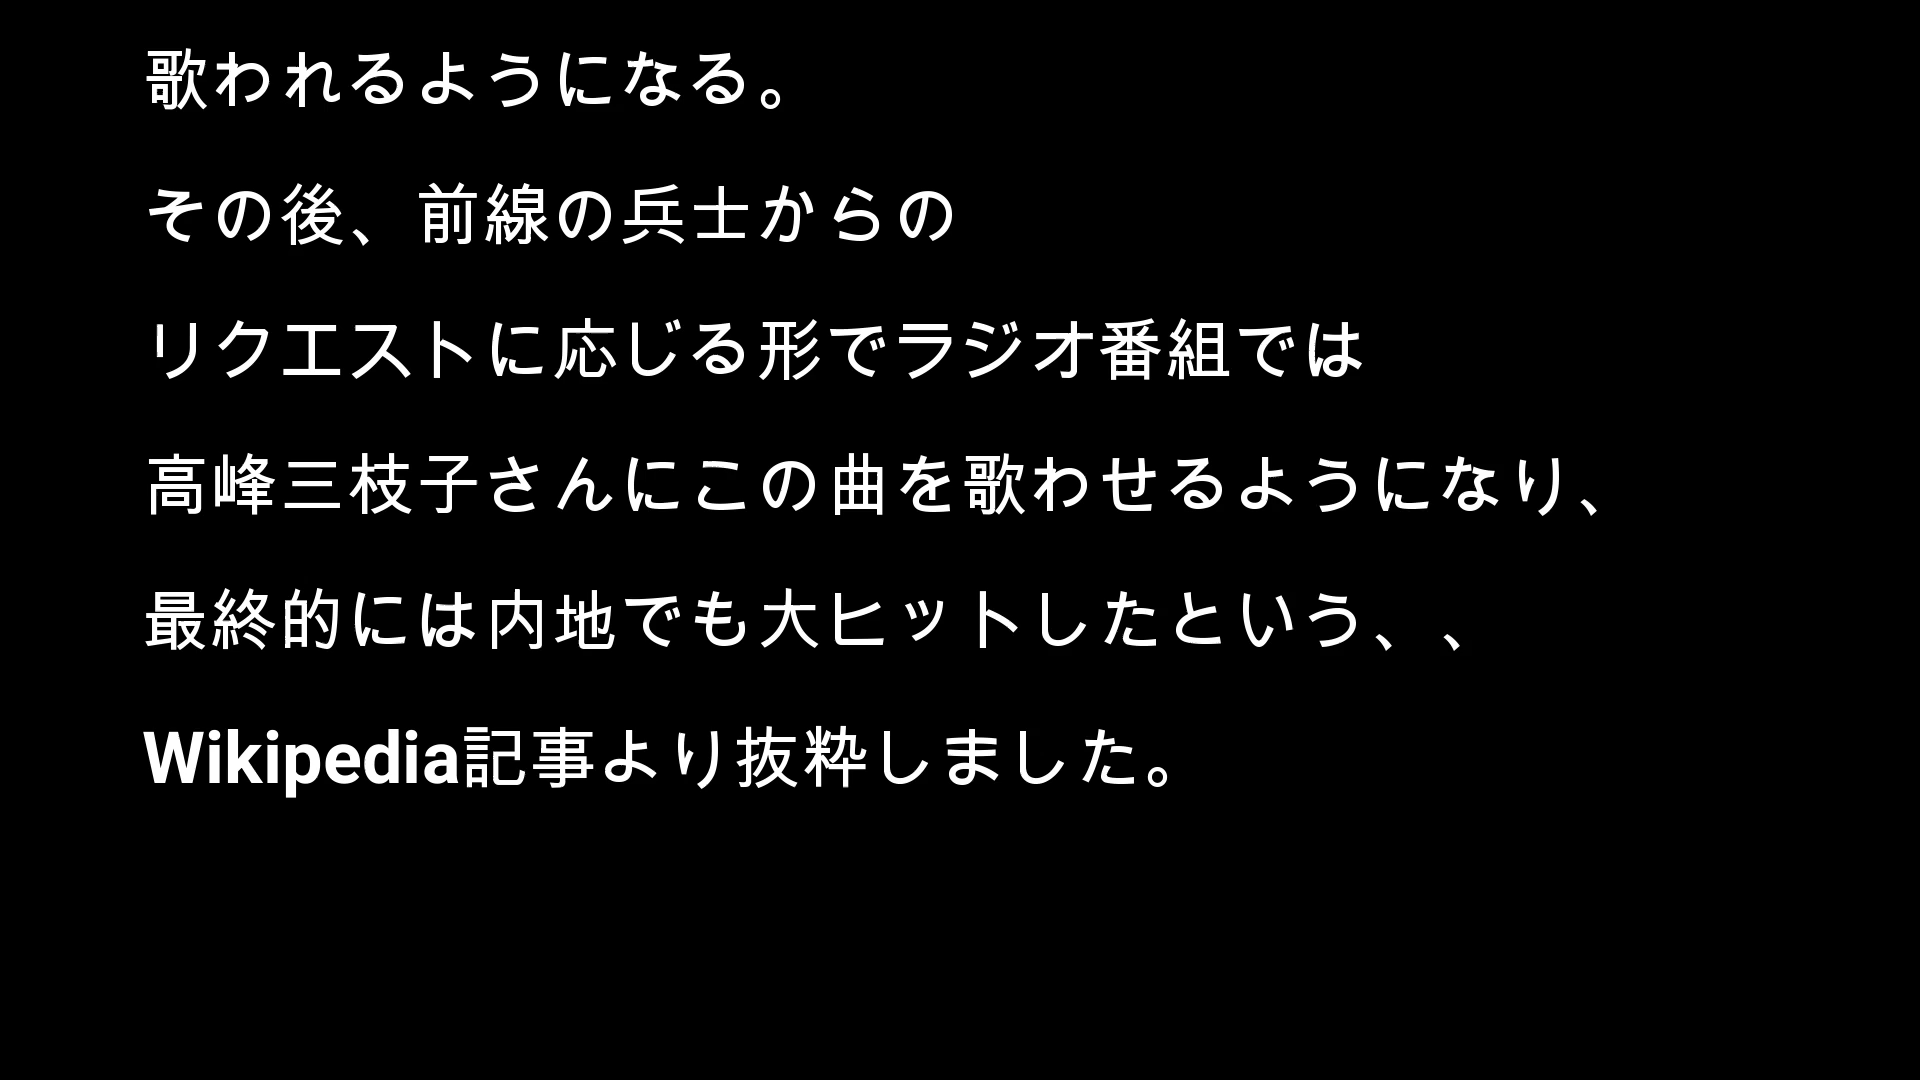 歌われるようになる。
その後、前線の兵士からの
リクエストに応じる形でラジオ番組では
高峰三枝子さんにこの曲を歌わせるようになり、
最終的には内地でも大ヒットしたという、、
Wikipedia記事より抜粋しました。